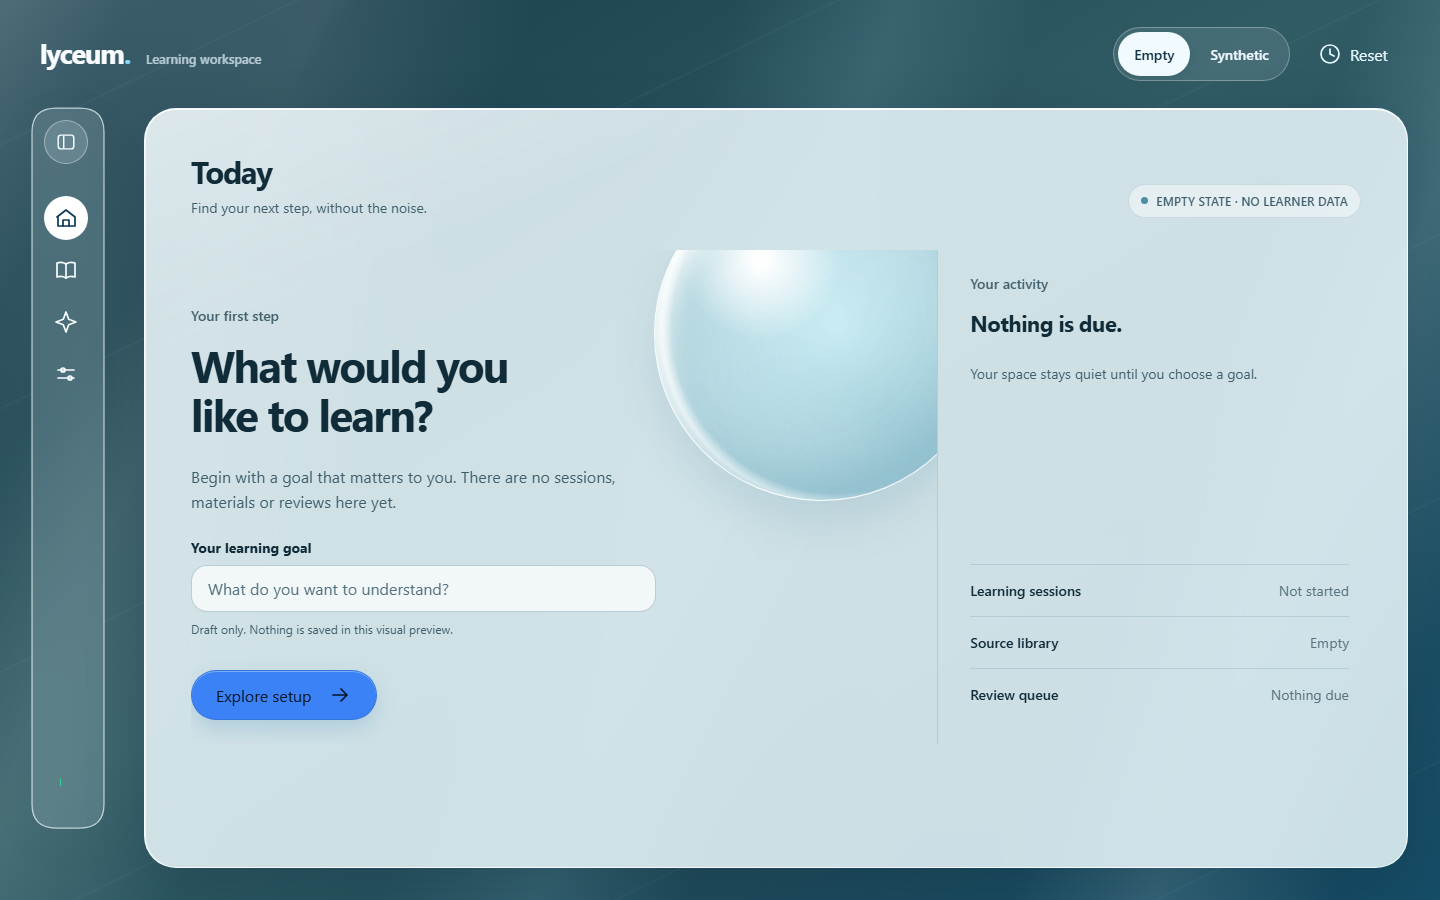 lyceum.
Learning workspace
Empty
Synthetic
Reset
Today
Find your next step, without the noise.
EMPTY STATE · NO LEARNER DATA
Your first step
What would you
like to learn?
Begin with a goal that matters to you. There are no sessions,
materials or reviews here yet.
Your learning goal
What do you want to understand?
Draft only. Nothing is saved in this visual preview.
Explore setup
Your activity
Nothing is due.
Your space stays quiet until you choose a goal.
Learning sessions Not started
Source library Empty
Review queue Nothing due